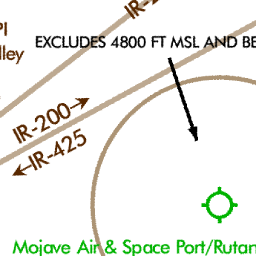 IR-
PI
lley
EXCLUDES 4800 FT MSL AND BE
IR-200→
←IR-425
Mojave Air & Space Port/Rutan